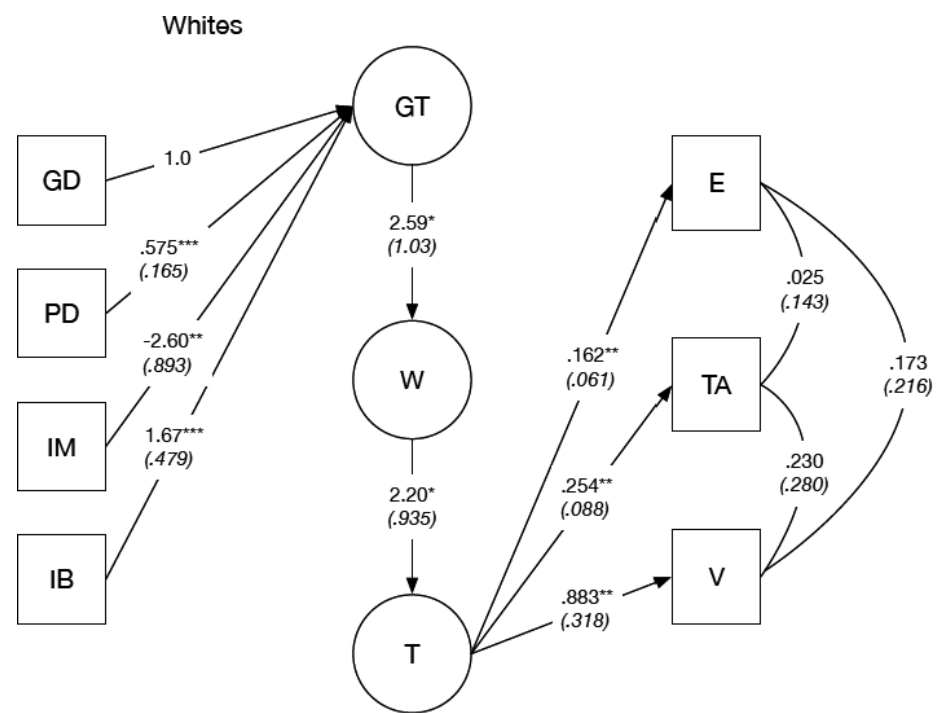 Whites
GT
GD
1.0
.575***
(.165)
PD
-2.60**
(.893)
IM
1.67***
(.479)
IB
2.59*
(1.03)
W
2.20*
(.935)
T
.162**
(.061)
.254**
(.088)
.883**
(.318)
E
TA
V
.025
(.143)
.173
(.216)
.230
(.280)